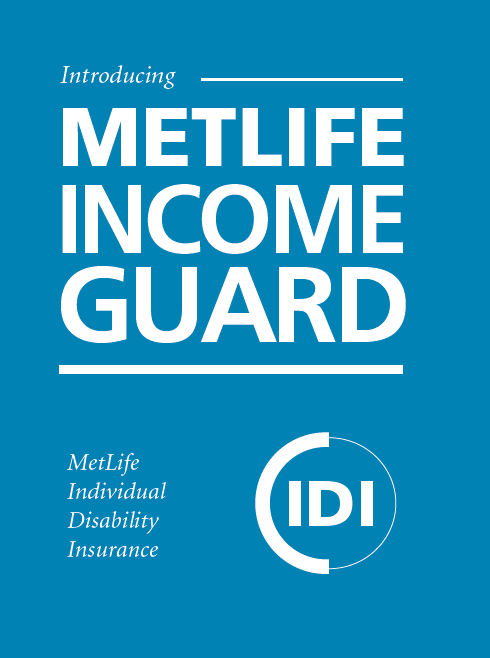 Introducing
METLIFE
INCOME
GUARD
MetLife
Individual
Disability
Insurance
IDI